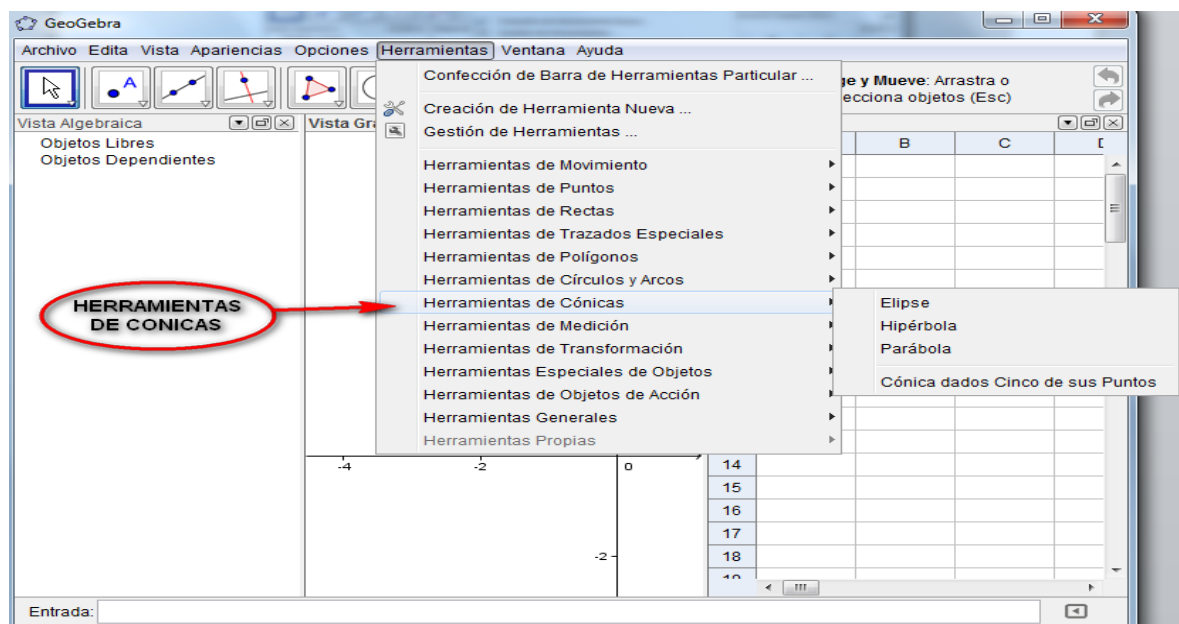 GeoGebra
Archivo Edita Vista Apariencias Opciones Herramientas Ventana Ayuda
A
y Mueve: Arrastra o
objetos (Esc)
Vista Algebraica
Vista
Objetos Libres
Objetos Dependientes
Confección de Barra de Herramientas Particular ...
Creación de Herramienta Nueva ...
Gestión de Herramientas ...
Herramientas de Movimiento
Herramientas de Puntos
Herramientas de Rectas
Herramientas de Trazados Especiales
Herramientas de Polígonos
Herramientas de Círculos y Arcos
Herramientas de Cónicas
Herramientas de Medición
Herramientas de Transformación
Herramientas Especiales de Objetos
Herramientas de Objetos de Acción
Herramientas Generales
Herramientas Propias
Elipse
Hipérbola
Parábola
Cónica dados Cinco de sus Puntos
HERRAMIENTAS
DE CONICAS
B C
-4 -2 0
-2
14
15
16
17
18
Entrada: